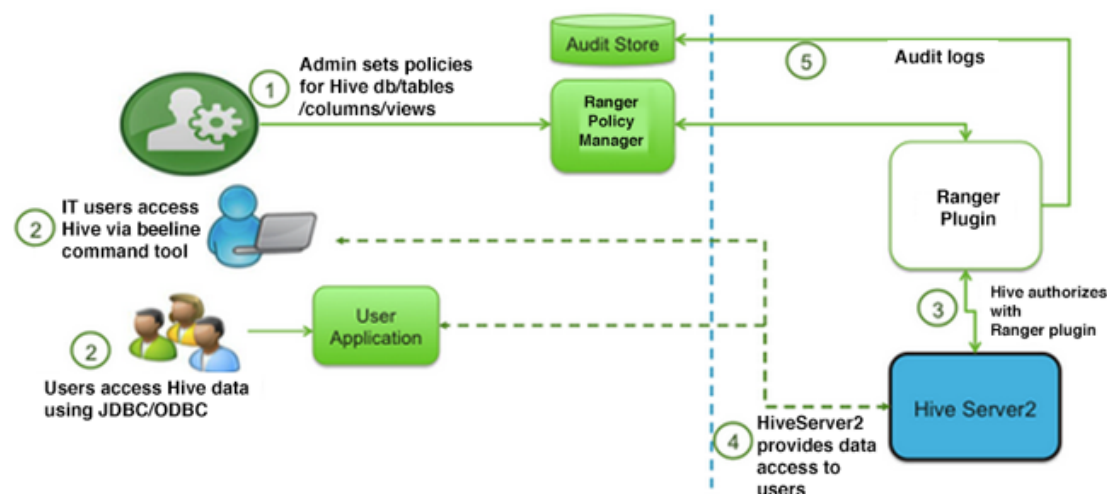 Audit Store
5
Audit logs
1
Admin sets policies
for Hive db/tables
/columns/views
Ranger
Policy
Manager
Ranger
Plugin
2
IT users access
Hive via beeline
command tool
3
Hive authorizes
with
Ranger plugin
User
Application
2
Users access Hive data
using JDBC/ODBC
Hive Server2
4
HiveServer2
provides data
access to
users